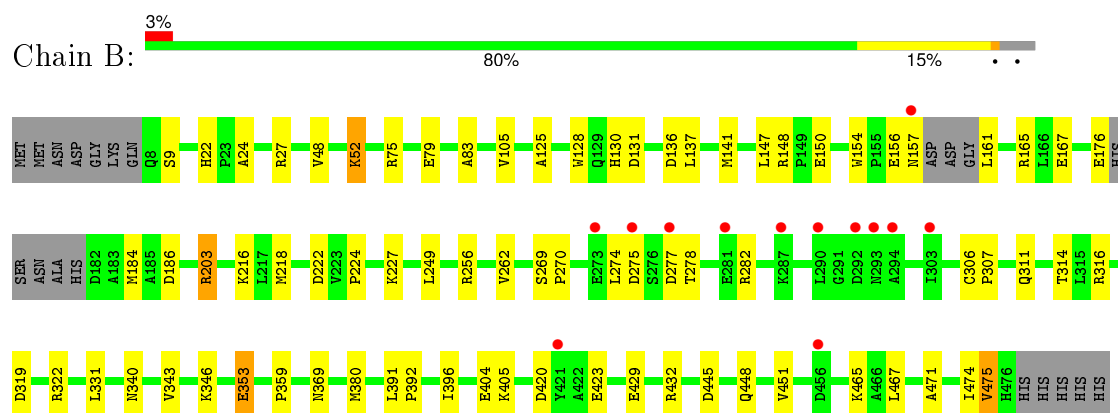 3%
Chain B:
80% 15% • •
MET MET ASN ASP GLY LYS GLN Q8 S9 H22 P23 A24 R27 V48 K52 R75 E79 A83 V105 A125 W128 Q129 H130 D131 D136 L137 M141 L147 R148 P149 E150 W154 P155 E156 N157 ASP ASP GLY L161 R165 L166 E167 E176 HIS
SER ASN ALA HIS D182 A183 M184 A185 D186 R203 K216 L217 M218 D222 V223 P224 K227 L249 R256 V262 S269 P270 E273 L274 D275 S276 D277 T278 E281 R282 K287 L290 G291 D292 N293 A294 I303 C306 P307 Q311 T314 L315 R316
D319 R322 L331 N340 V343 K346 E353 P359 N369 M380 L391 P392 I396 E404 K405 D420 Y421 A422 E423 E429 R432 D445 Q448 V451 D456 K465 A466 L467 A471 I474 V475 H476 HIS HIS HIS HIS HIS